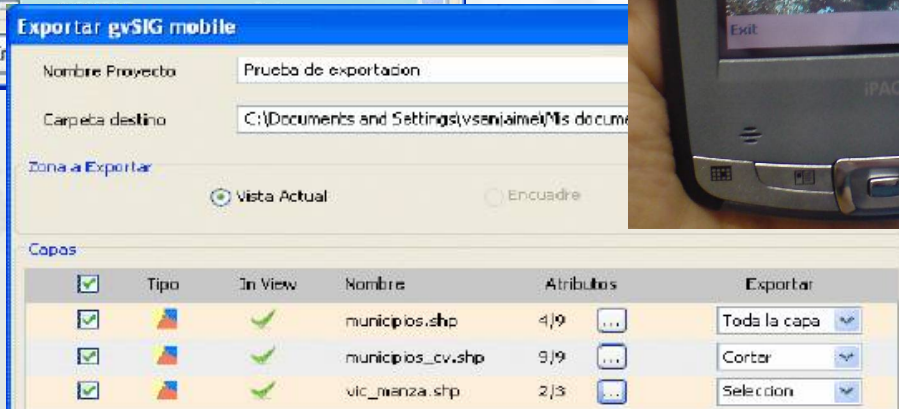 Exportar gvSIG mobile
Exit
Nombre Proyecto Prueba de exportacion
iPAQ
Carpeta destino C:\Documents and Settings\vsanjaime\Mis docume
Zona a Exportar
Vista Actual Encuadre
Capas
Tipo In View Nombre Atributos Exportar
municipios.shp 4/9 ... Toda la capa
municipios_cv.shp 9/9 ... Cortar
vic_manza.shp 2/3 ... Seleccion